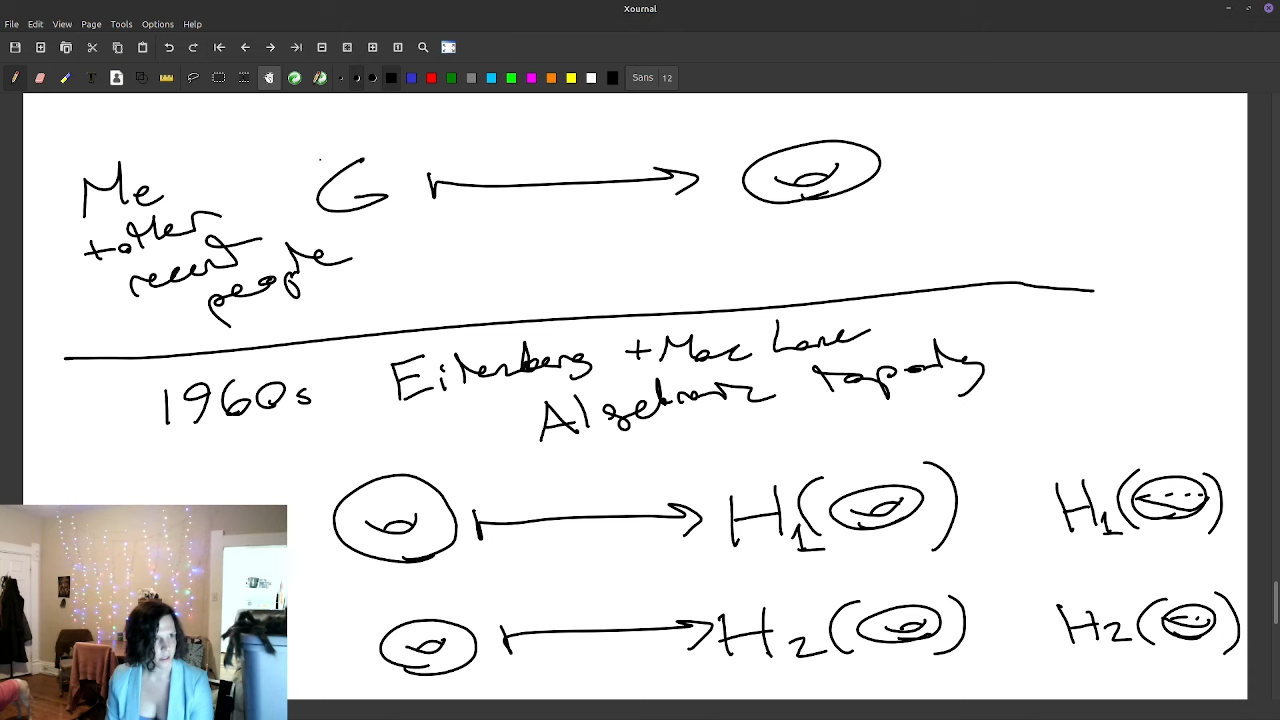 Xournal
File Edit View Page Tools Options Help
Sans 12
Me G
+other
recent
people
1960s Eilenberg + Mac Lane
Algebraic topology
H1( ) H1( )
H2( ) H2( )